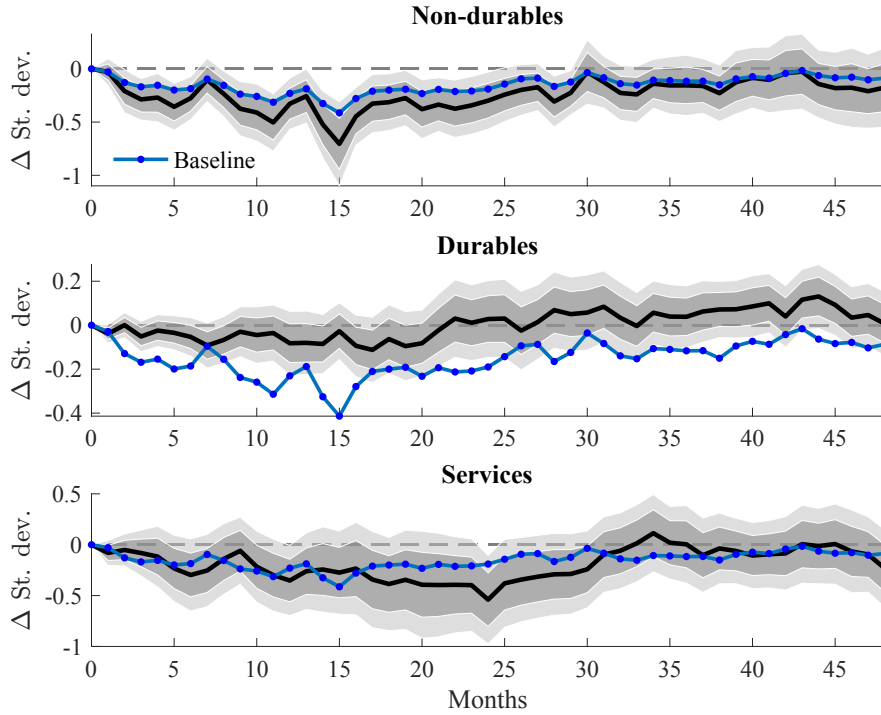 Non-durables
Δ St. dev.
0
-0.5
-1
Baseline
0 5 10 15 20 25 30 35 40 45
Durables
Δ St. dev.
0.2
0
-0.2
-0.4
0 5 10 15 20 25 30 35 40 45
Services
Δ St. dev.
0.5
0
-0.5
-1
0 5 10 15 20 25 30 35 40 45
Months